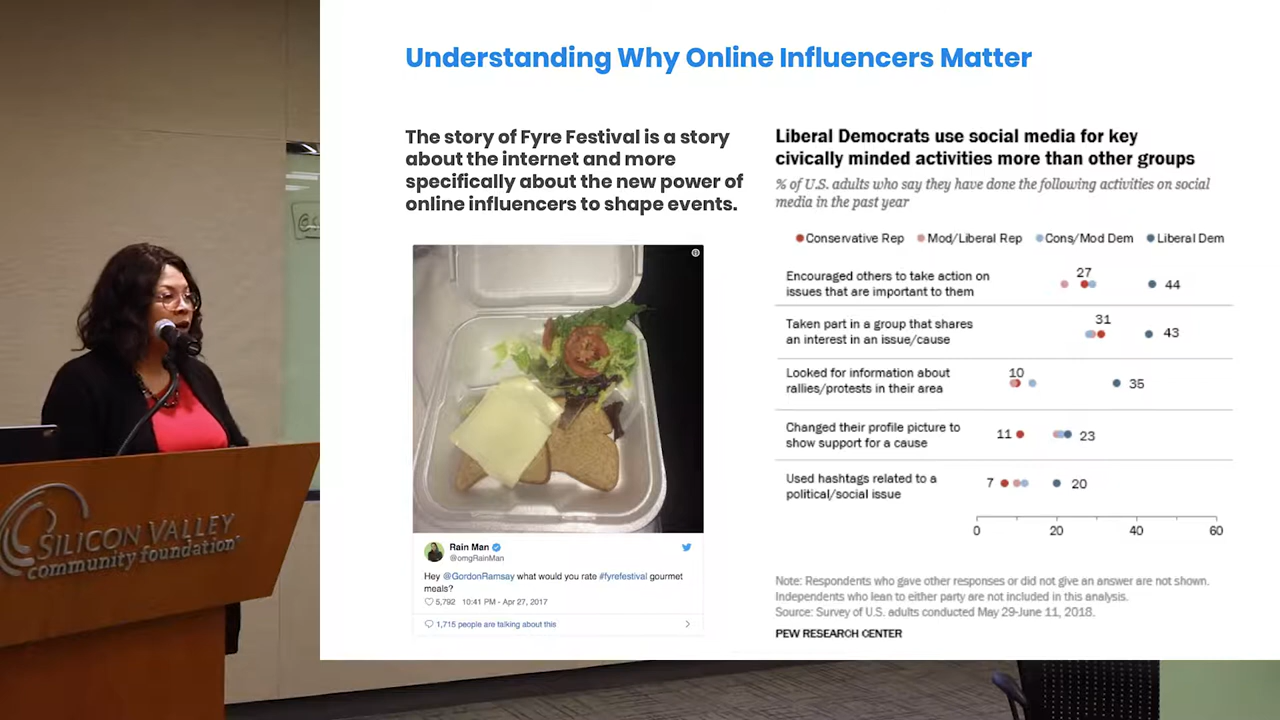 Understanding Why Online Influencers Matter
The story of Fyre Festival is a story
about the internet and more
specifically about the new power of
online influencers to shape events.
Rain Man
@omgRainMan
Hey @GordonRamsay what would you rate #fyrefestival gourmet
meals?
5,792 10:41 PM - Apr 27, 2017
1,715 people are talking about this
Liberal Democrats use social media for key
civically minded activities more than other groups
% of U.S. adults who say they have done the following activities on social
media in the past year
Conservative Rep Mod/Liberal Rep Cons/Mod Dem Liberal Dem
Encouraged others to take action on
issues that are important to them
27 44
Taken part in a group that shares
an interest in an issue/cause
31 43
Looked for information about
rallies/protests in their area
10 35
Changed their profile picture to
show support for a cause
11 23
Used hashtags related to a
political/social issue
7 20
0 20 40 60
Note: Respondents who gave other responses or did not give an answer are not shown.
Independents who lean to either party are not included in this analysis.
Source: Survey of U.S. adults conducted May 29-June 11, 2018.
PEW RESEARCH CENTER
SILICON VALLEY
community foundation